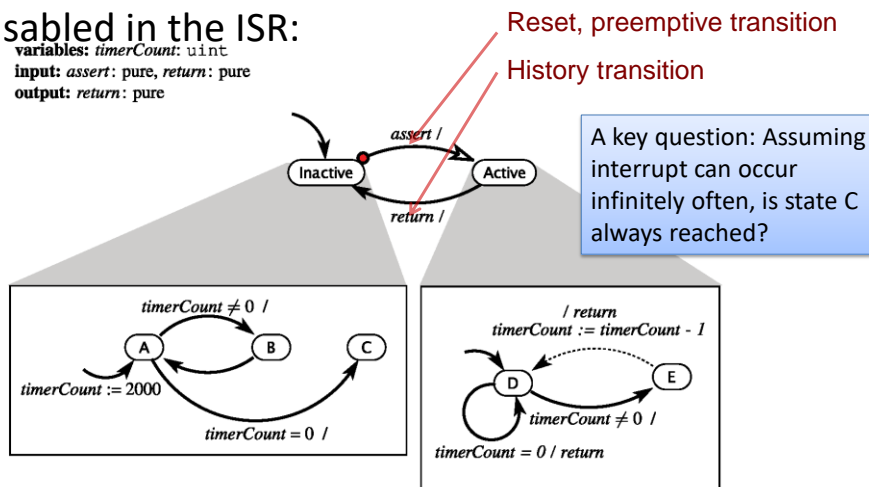 sabled in the ISR:
variables: timerCount: uint
input: assert: pure, return: pure
output: return: pure
Reset, preemptive transition
History transition
assert /
Inactive
Active
return /
A key question: Assuming
interrupt can occur
infinitely often, is state C
always reached?
timerCount ≠ 0 /
A
B
C
timerCount := 2000
timerCount = 0 /
/ return
timerCount := timerCount - 1
D
E
timerCount ≠ 0 /
timerCount = 0 / return